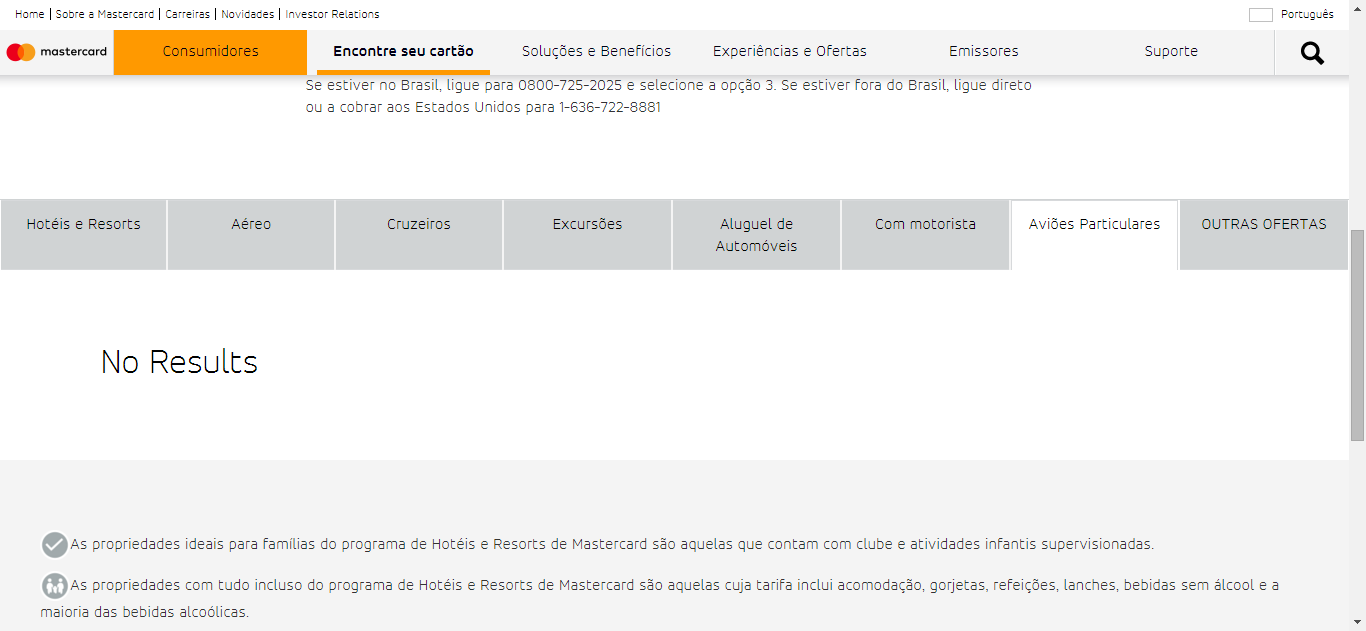 Home | Sobre a Mastercard | Carreiras | Novidades | Investor Relations
Português
mastercard
Consumidores
Encontre seu cartão
Soluções e Benefícios
Experiências e Ofertas
Emissores
Suporte
Se estiver no Brasil, ligue para 0800-725-2025 e selecione a opção 3. Se estiver fora do Brasil, ligue direto
ou a cobrar aos Estados Unidos para 1-636-722-8881
Hotéis e Resorts
Aéreo
Cruzeiros
Excursões
Aluguel de
Automóveis
Com motorista
Aviões Particulares
OUTRAS OFERTAS
No Results
As propriedades ideais para famílias do programa de Hotéis e Resorts de Mastercard são aquelas que contam com clube e atividades infantis supervisionadas.
As propriedades com tudo incluso do programa de Hotéis e Resorts de Mastercard são aquelas cuja tarifa inclui acomodação, gorjetas, refeições, lanches, bebidas sem álcool e a
maioria das bebidas alcoólicas.